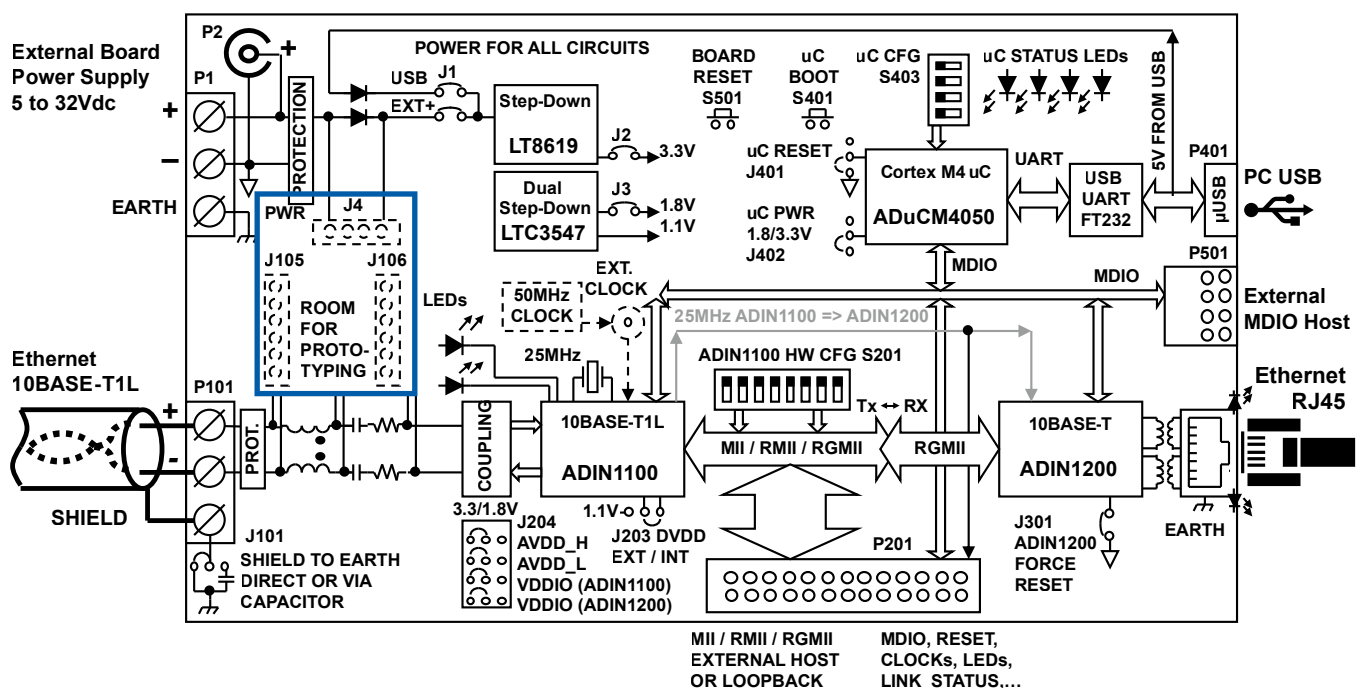 External Board
Power Supply
5 to 32Vdc
P2
+
P1
+
−
EARTH
PROTECTION
POWER FOR ALL CIRCUITS
USB
J1
EXT+
Step-Down
LT8619
J2
3.3V
Dual
Step-Down
LTC3547
J3
1.8V
1.1V
BOARD
RESET
S501
uC
BOOT
S401
uC CFG
S403
uC STATUS LEDs
5V FROM USB
uC RESET
J401
Cortex M4 uC
ADuCM4050
UART
USB
UART
FT232
P401
µUSB
PC USB
uC PWR
1.8/3.3V
J402
MDIO
MDIO
P501
External
MDIO Host
PWR
J4
J105
J106
ROOM
FOR
PROTO-
TYPING
LEDs
50MHz
CLOCK
EXT.
CLOCK
25MHz
25MHz ADIN1100 => ADIN1200
ADIN1100 HW CFG S201
Ethernet
10BASE-T1L
P101
+
-
SHIELD
PROT.
COUPLING
10BASE-T1L
ADIN1100
Tx ↔ RX
MII / RMII / RGMII
RGMII
10BASE-T
ADIN1200
Ethernet
RJ45
EARTH
J101
SHIELD TO EARTH
DIRECT OR VIA
CAPACITOR
3.3/1.8V
J204
AVDD_H
AVDD_L
VDDIO (ADIN1100)
VDDIO (ADIN1200)
1.1V
J203 DVDD
EXT / INT
P201
J301
ADIN1200
FORCE
RESET
MII / RMII / RGMII
EXTERNAL HOST
OR LOOPBACK
MDIO, RESET,
CLOCKs, LEDs,
LINK_STATUS,...